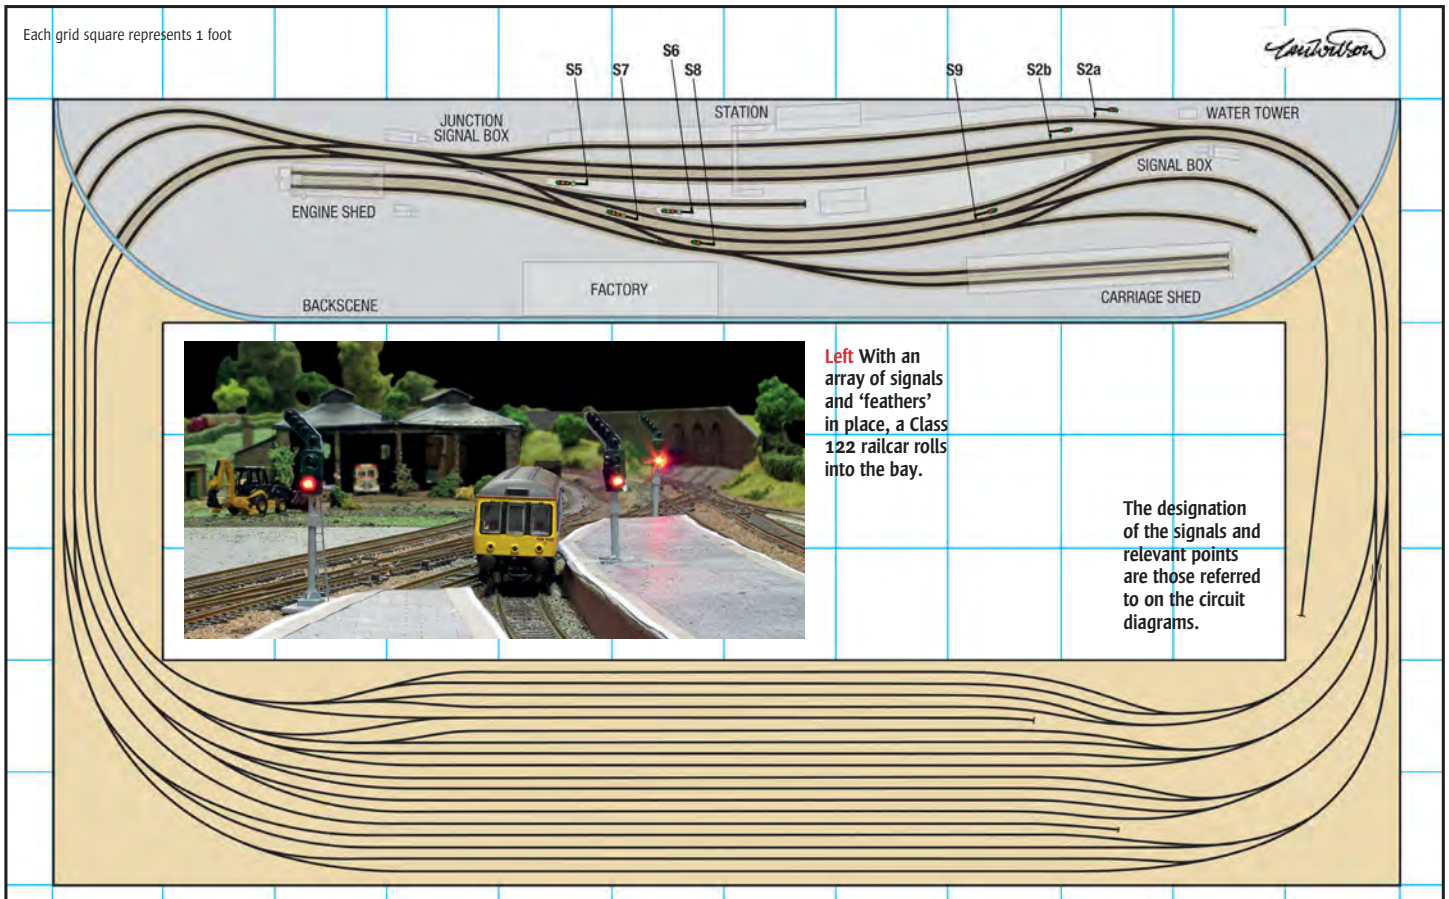 Each grid square represents 1 foot
S5
S7
S6
S8
S9
S2b
S2a
STATION
WATER TOWER
JUNCTION
SIGNAL BOX
SIGNAL BOX
ENGINE SHED
FACTORY
CARRIAGE SHED
BACKSCENE
Left With an
array of signals
and ‘feathers’
in place, a Class
122 railcar rolls
into the bay.
The designation
of the signals and
relevant points
are those referred
to on the circuit
diagrams.